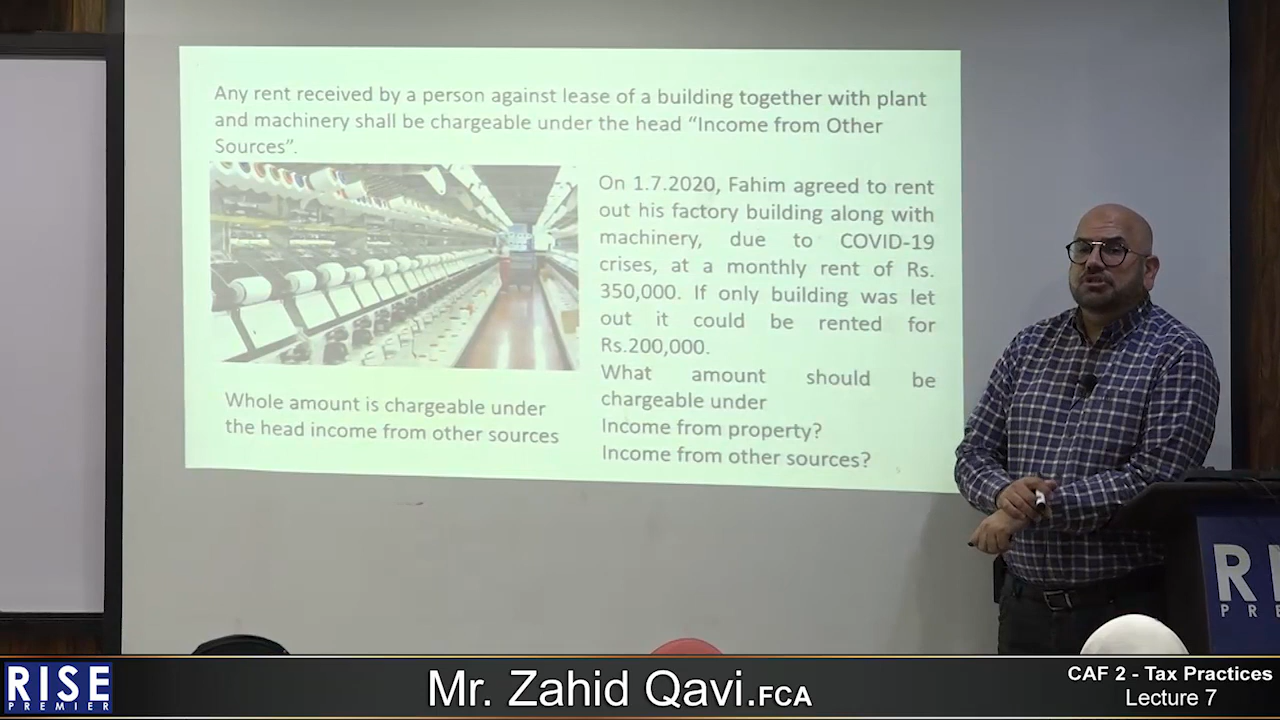 Any rent received by a person against lease of a building together with plant
and machinery shall be chargeable under the head “Income from Other
Sources”.
On 1.7.2020, Fahim agreed to rent
out his factory building along with
machinery, due to COVID-19
crises, at a monthly rent of Rs.
350,000. If only building was let
out it could be rented for
Rs.200,000.
What amount should be
chargeable under
Income from property?
Income from other sources?
Whole amount is chargeable under
the head income from other sources
5
RI
PRE
RISE
PREMIER
Mr. Zahid Qavi.FCA
CAF 2 - Tax Practices
Lecture 7